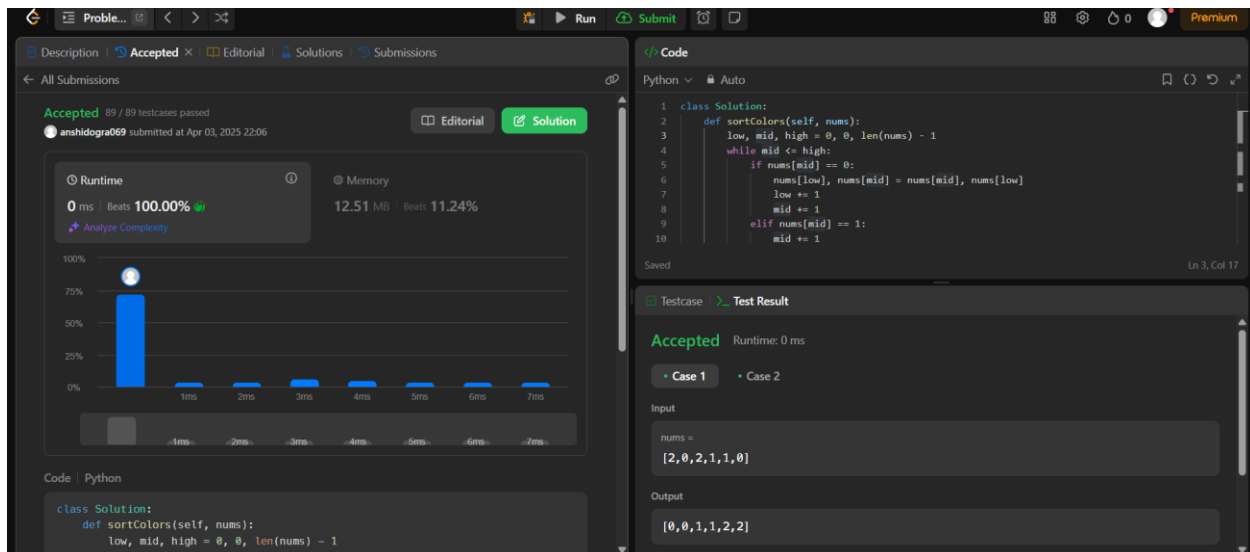 Proble...
Run
Submit
0
Premium
Description
Accepted
Editorial
Solutions
Submissions
All Submissions
Accepted 89 / 89 testcases passed
anshidogra069 submitted at Apr 03, 2025 22:06
Editorial
Solution
Runtime
0 ms Beats 100.00%
Analyze Complexity
Memory
12.51 MB Beats 11.24%
100%
75%
50%
25%
0%
1ms 2ms 3ms 4ms 5ms 6ms 7ms
1ms 2ms 3ms 4ms 5ms 6ms 7ms
Code Python
class Solution:
def sortColors(self, nums):
low, mid, high = 0, 0, len(nums) - 1
</> Code
Python Auto
1 class Solution:
2 def sortColors(self, nums):
3 low, mid, high = 0, 0, len(nums) - 1
4 while mid <= high:
5 if nums[mid] == 0:
6 nums[low], nums[mid] = nums[mid], nums[low]
7 low += 1
8 mid += 1
9 elif nums[mid] == 1:
10 mid += 1
Saved
Ln 3, Col 17
Testcase
>_ Test Result
Accepted Runtime: 0 ms
• Case 1 • Case 2
Input
nums =
[2,0,2,1,1,0]
Output
[0,0,1,1,2,2]